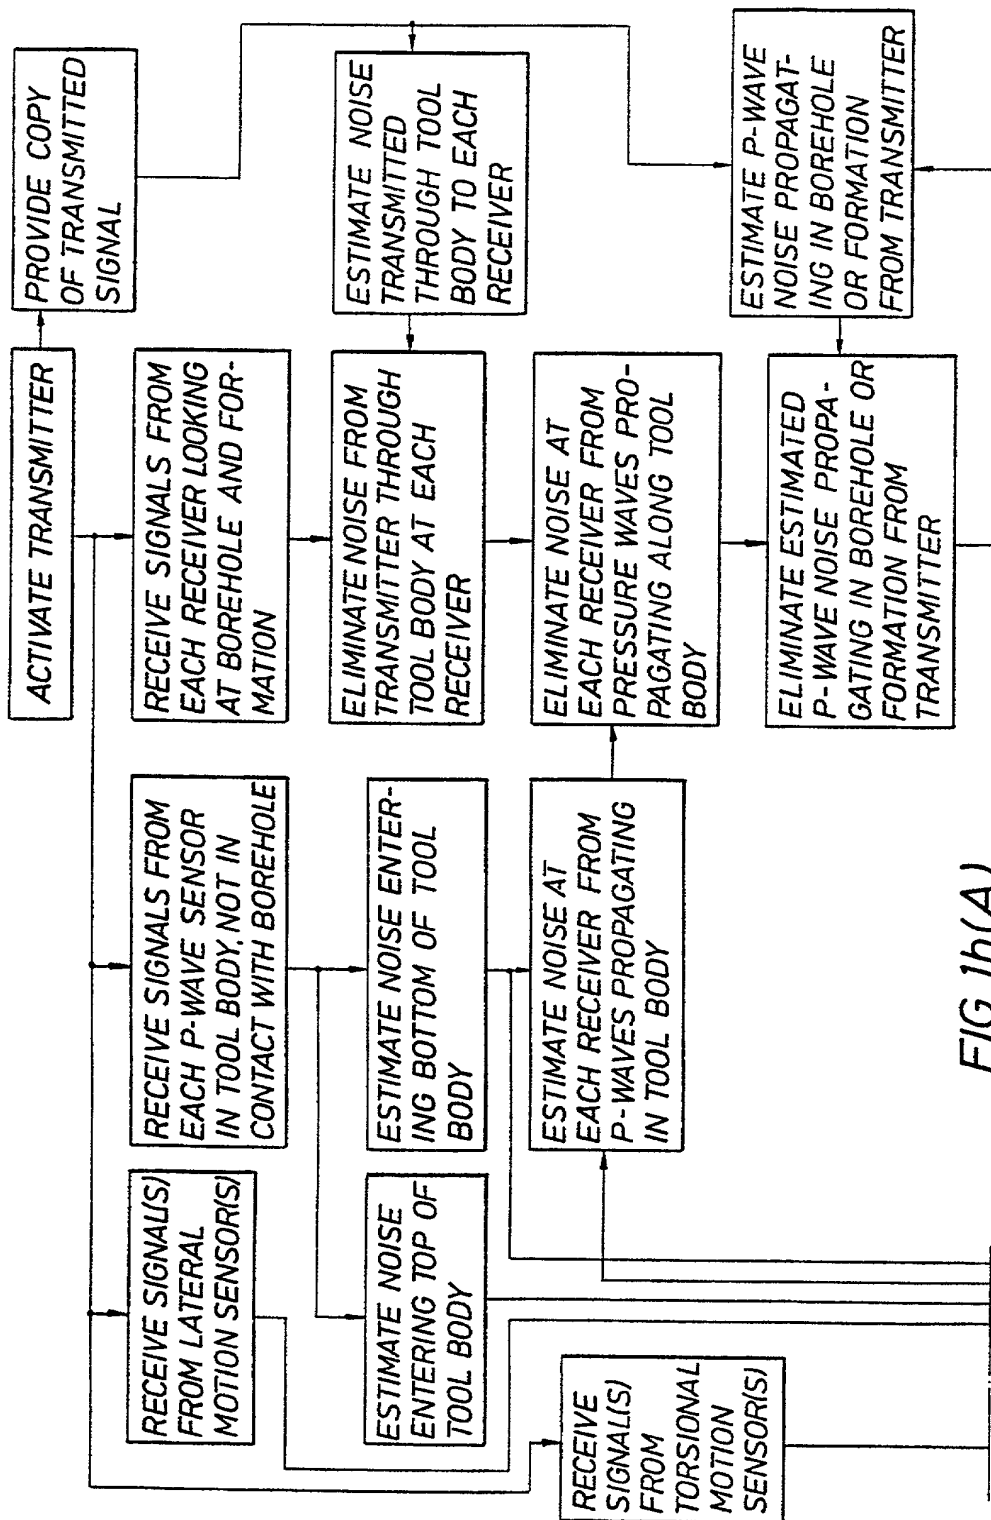 ACTIVATE TRANSMITTER
PROVIDE COPY
OF TRANSMITTED
SIGNAL
RECEIVE SIGNAL(S)
FROM LATERAL
MOTION SENSOR(S)
RECEIVE SIGNALS FROM
EACH P-WAVE SENSOR
IN TOOL BODY, NOT IN
CONTACT WITH BOREHOLE
RECEIVE SIGNALS FROM
EACH RECEIVER LOOKING
AT BOREHOLE AND FOR-
MATION
ESTIMATE NOISE
ENTERING TOP OF
TOOL BODY
ESTIMATE NOISE ENTER-
ING BOTTOM OF TOOL
BODY
ELIMINATE NOISE FROM
TRANSMITTER THROUGH
TOOL BODY AT EACH
RECEIVER
ESTIMATE NOISE
TRANSMITTED
THROUGH TOOL
BODY TO EACH
RECEIVER
RECEIVE
SIGNAL(S)
FROM
TORSIONAL
MOTION
SENSOR(S)
ESTIMATE NOISE AT
EACH RECEIVER FROM
P-WAVES PROPAGATING
IN TOOL BODY
ELIMINATE NOISE AT
EACH RECEIVER FROM
PRESSURE WAVES PRO-
PAGATING ALONG TOOL
BODY
ELIMINATE ESTIMATED
P-WAVE NOISE PROPA-
GATING IN BOREHOLE OR
FORMATION FROM
TRANSMITTER
ESTIMATE P-WAVE
NOISE PROPAGAT-
ING IN BOREHOLE
OR FORMATION
FROM TRANSMITTER
FIG. 1b(A)